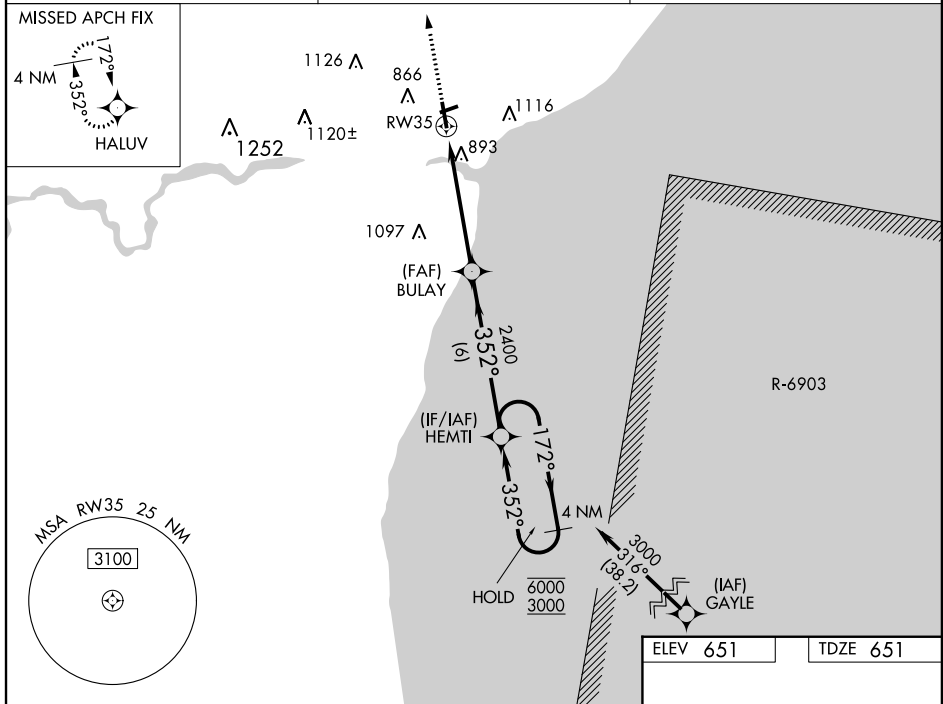 MISSED APCH FIX
4 NM
172°
352°
HALUV
1126
866
1116
RW35
1120±
1252
893
1097
(FAF)
BULAY
2400
352°
(6)
R-6903
(IF/IAF)
HEMTI
172°
352°
4 NM
HOLD
6000
3000
3000
316°
(38.2)
(IAF)
GAYLE
MSA RW35 25 NM
3100
ELEV 651
TDZE 651